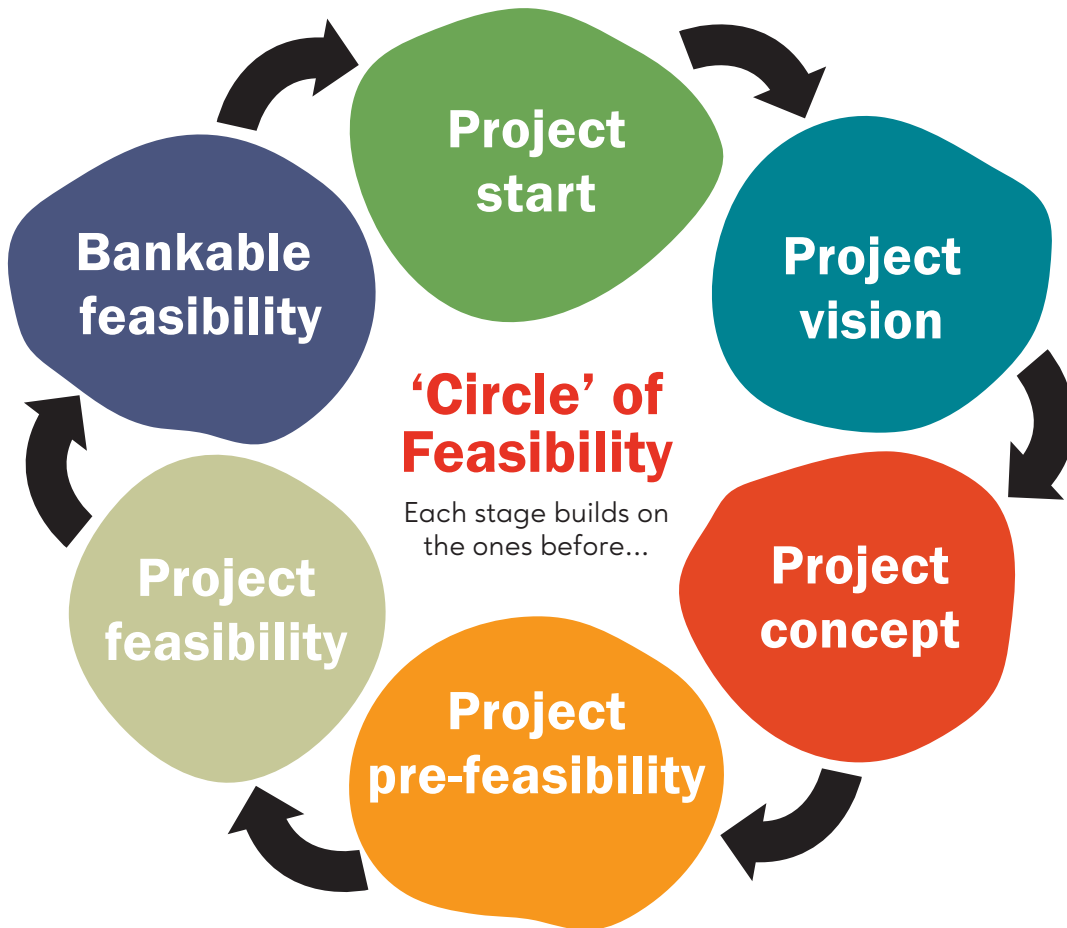 Project
start
Project
vision
Project
concept
Project
pre-feasibility
Project
feasibility
Bankable
feasibility
‘Circle’ of
Feasibility
Each stage builds on
the ones before...